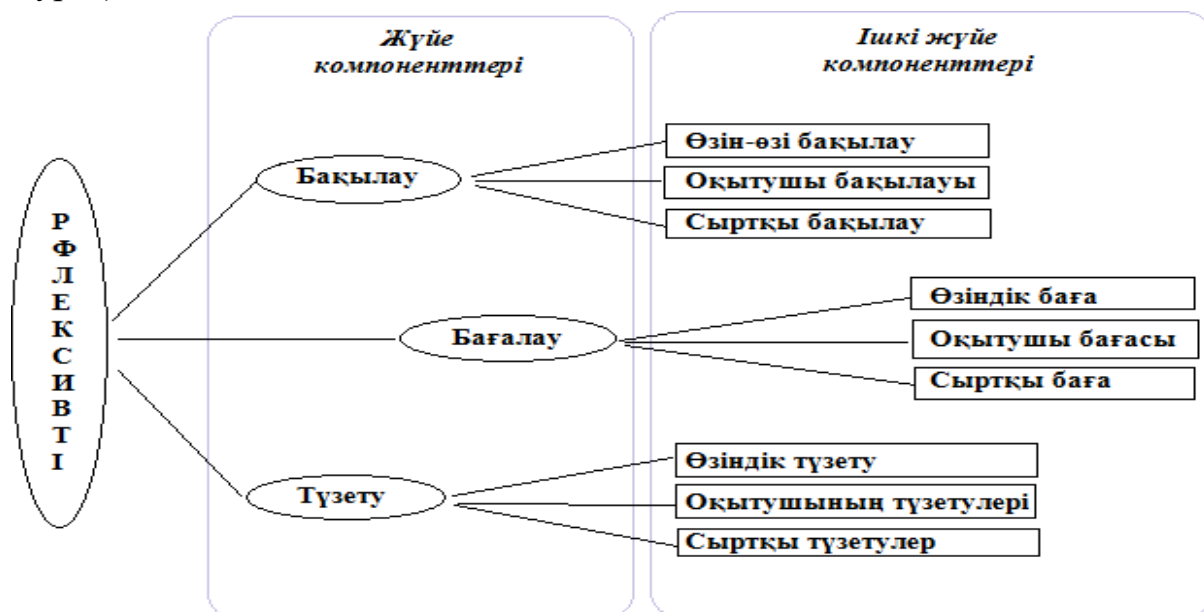 Жүйе
компоненттері
Ішкі жүйе
компоненттері
Р
Ф
Л
Е
К
С
И
В
Т
І
Бақылау
Өзін-өзі бақылау
Оқытушы бақылауы
Сыртқы бақылау
Бағалау
Өзіндік баға
Оқытушы бағасы
Сыртқы баға
Түзету
Өзіндік түзету
Оқытушының түзетулері
Сыртқы түзетулер